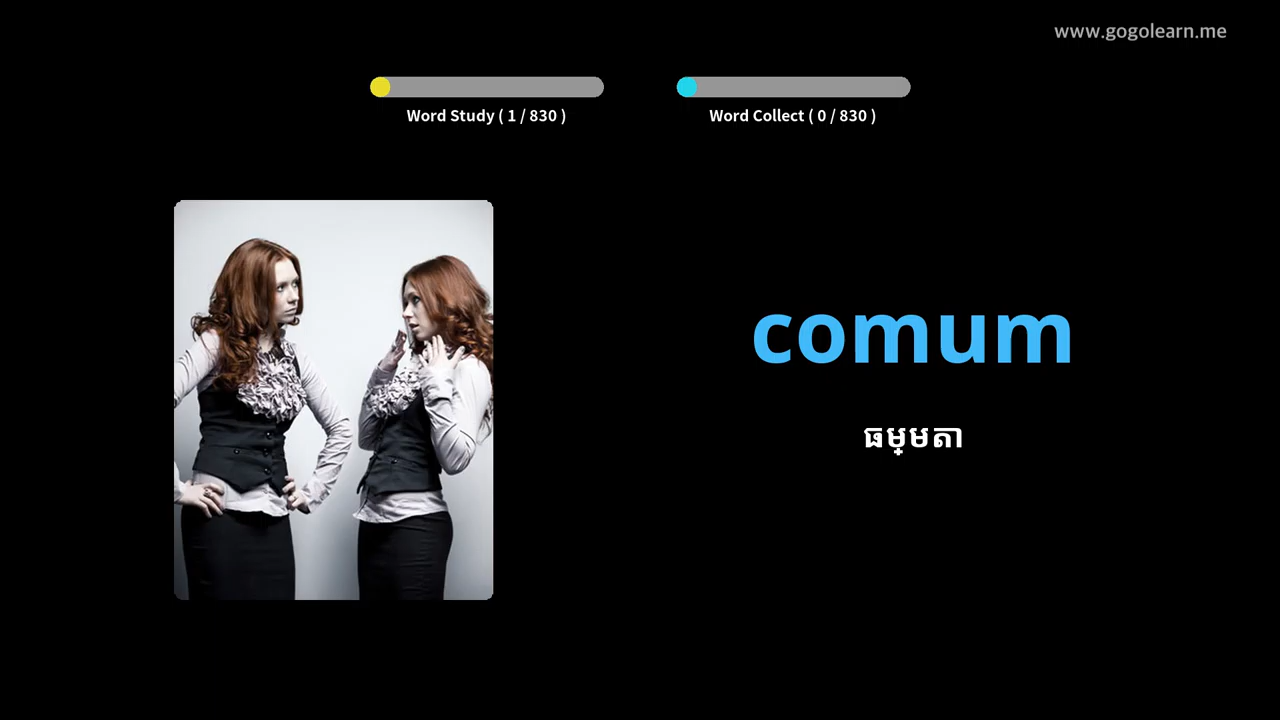 www.gogolearn.me
Word Study ( 1 / 830 )
Word Collect ( 0 / 830 )
comum
ធម្មតា